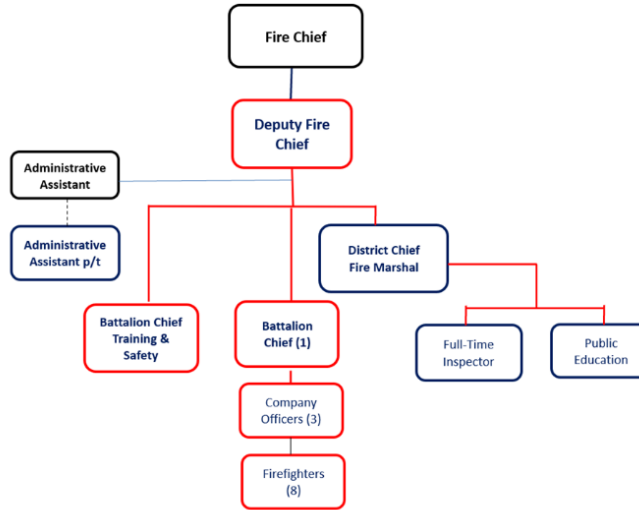 Fire Chief
Deputy Fire
Chief
Administrative
Assistant
Administrative
Assistant p/t
District Chief
Fire Marshal
Battalion Chief
Training &
Safety
Battalion
Chief (1)
Full-Time
Inspector
Public
Education
Company
Officers (3)
Firefighters
(8)